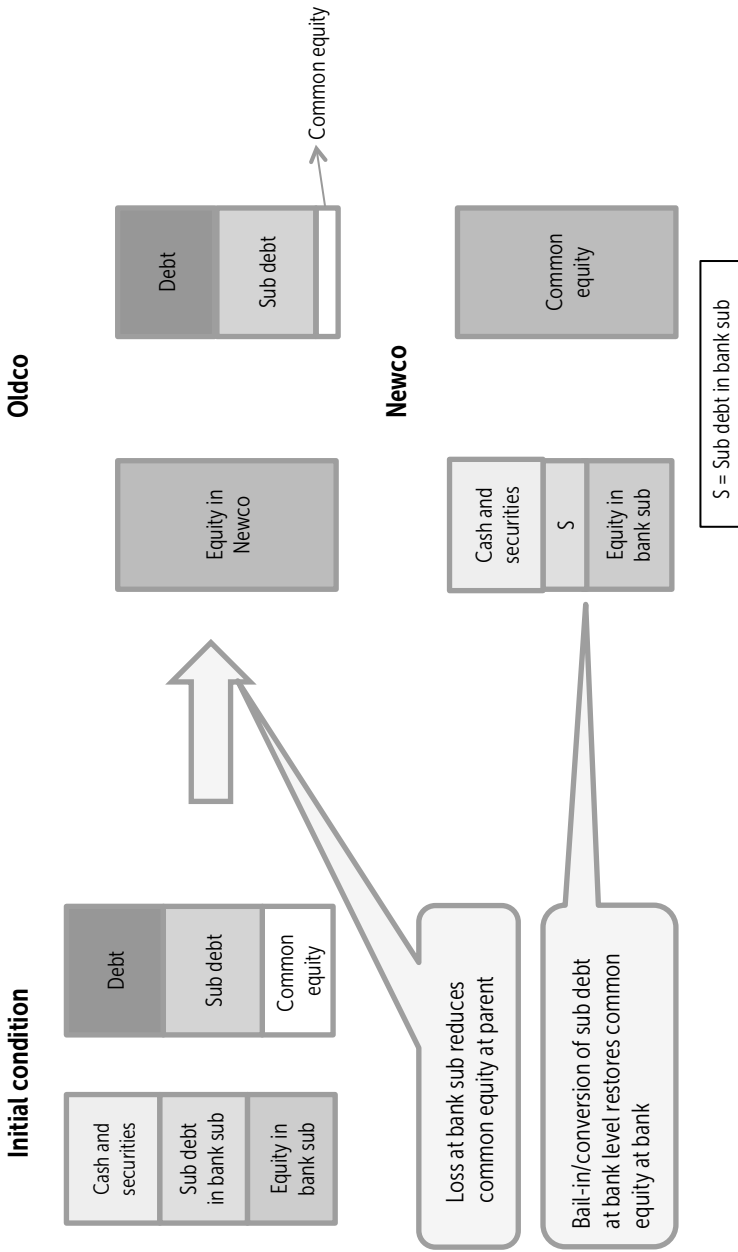 Initial condition
Cash and
securities
Sub debt
in bank sub
Equity in
bank sub
Debt
Sub debt
Common
equity
Loss at bank sub reduces
common equity at parent
Bail-in/conversion of sub debt
at bank level restores common
equity at bank
Oldco
Equity in
Newco
Debt
Sub debt
Common equity
Newco
Cash and
securities
S
Equity in
bank sub
Common
equity
S = Sub debt in bank sub